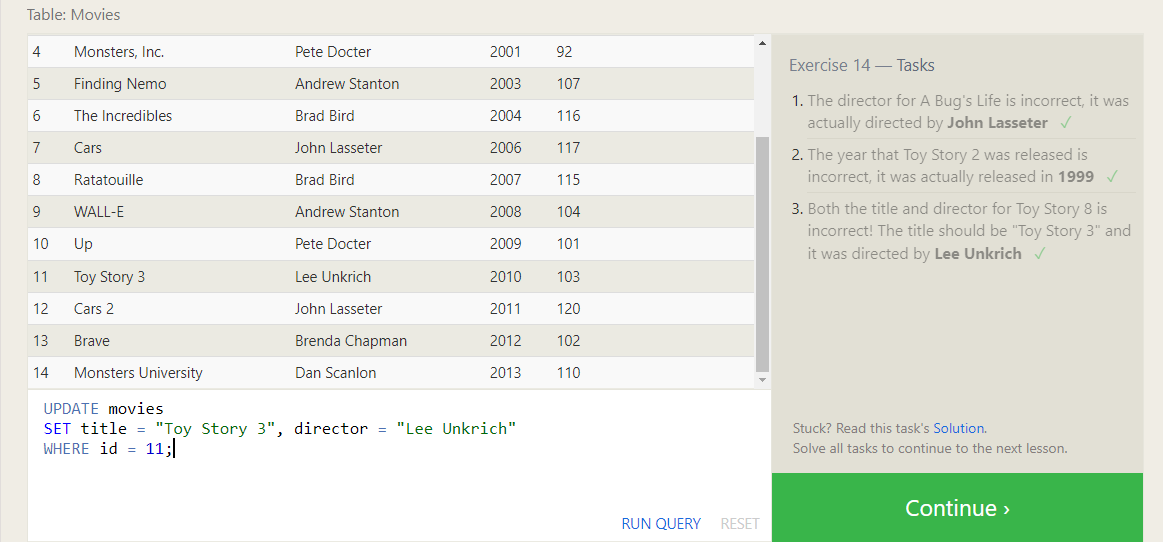 Table: Movies
4 Monsters, Inc. Pete Docter 2001 92
5 Finding Nemo Andrew Stanton 2003 107
6 The Incredibles Brad Bird 2004 116
7 Cars John Lasseter 2006 117
8 Ratatouille Brad Bird 2007 115
9 WALL-E Andrew Stanton 2008 104
10 Up Pete Docter 2009 101
11 Toy Story 3 Lee Unkrich 2010 103
12 Cars 2 John Lasseter 2011 120
13 Brave Brenda Chapman 2012 102
14 Monsters University Dan Scanlon 2013 110
UPDATE movies
SET title = "Toy Story 3", director = "Lee Unkrich"
WHERE id = 11;
RUN QUERY RESET
Exercise 14 — Tasks
1. The director for A Bug's Life is incorrect, it was
actually directed by John Lasseter ✓
2. The year that Toy Story 2 was released is
incorrect, it was actually released in 1999 ✓
3. Both the title and director for Toy Story 8 is
incorrect! The title should be "Toy Story 3" and
it was directed by Lee Unkrich ✓
Stuck? Read this task's Solution.
Solve all tasks to continue to the next lesson.
Continue ›